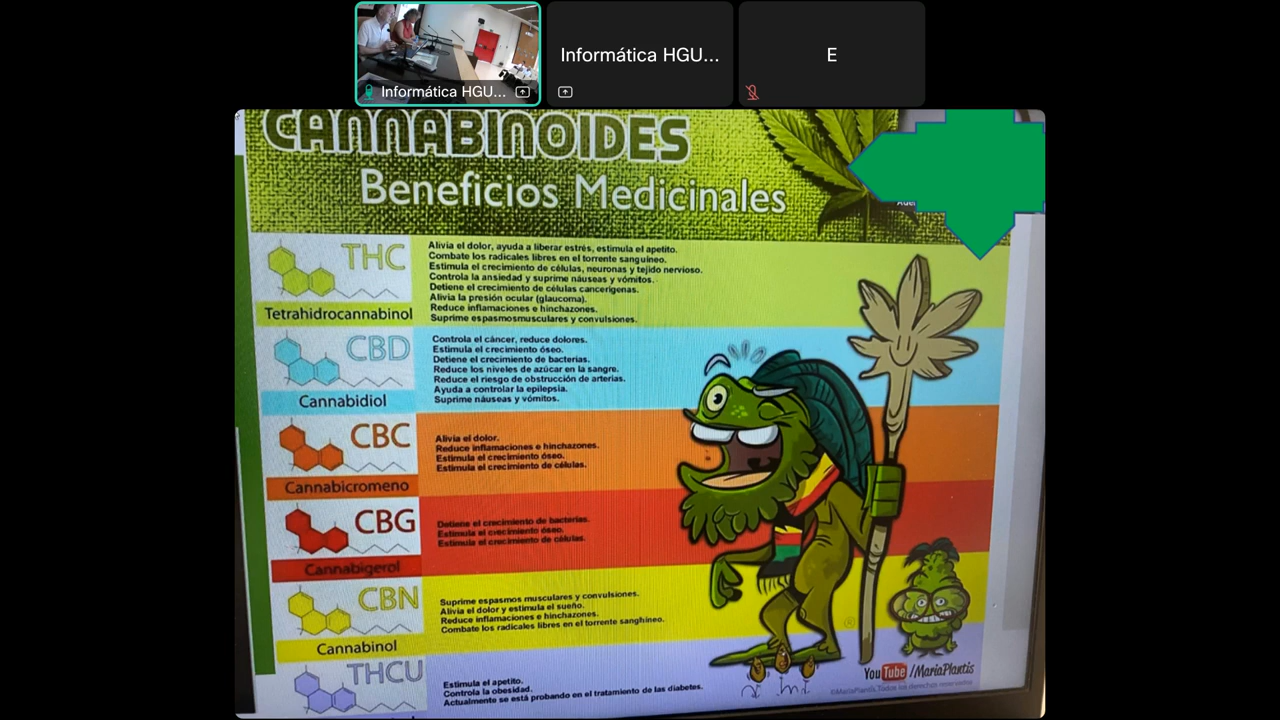 Informática HGU...
Informática HGU...
E
CANNABINOIDES
Beneficios Medicinales
THC
Tetrahidrocannabinol
Alivia el dolor, ayuda a liberar estrés, estimula el apetito.
Combate los radicales libres en el torrente sanguíneo.
Estimula el crecimiento de células, neuronas y tejido nervioso.
Controla la ansiedad y suprime náuseas y vómitos.
Detiene el crecimiento de células cancerígenas.
Alivia la presión ocular (glaucoma).
Reduce inflamaciones e hinchazones.
Suprime espasmosmusculares y convulsiones.
CBD
Cannabidiol
Controla el cáncer, reduce dolores.
Estimula el crecimiento óseo.
Detiene el crecimiento de bacterias.
Reduce los niveles de azúcar en la sangre.
Reduce el riesgo de obstrucción de arterias.
Ayuda a controlar la epilepsia.
Suprime náuseas y vómitos.
CBC
Cannabicromeno
Alivia el dolor.
Reduce inflamaciones e hinchazones.
Estimula el crecimiento óseo.
Estimula el crecimiento de células.
CBG
Cannabigerol
Detiene el crecimiento de bacterias.
Estimula el crecimiento óseo.
Estimula el crecimiento de células.
CBN
Cannabinol
Suprime espasmos musculares y convulsiones.
Alivia el dolor y estimula el sueño.
Reduce inflamaciones e hinchazones.
Combate los radicales libres en el torrente sanghíneo.
THCU
Estimula el apetito.
Controla la obesidad.
Actualmente se está probando en el tratamiento de las diabetes.
YouTube /MariaPlantis
©MariaPlantis. Todos los derechos reservados